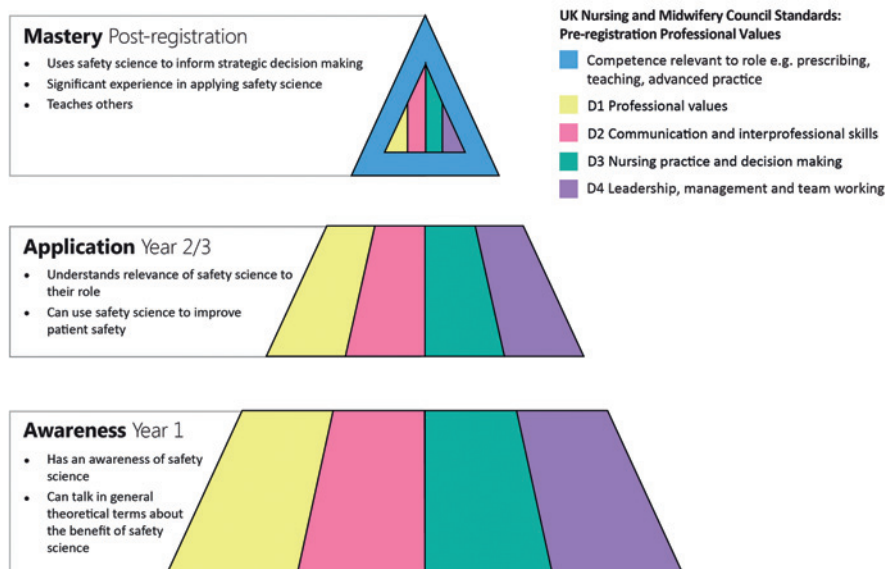 Mastery Post-registration
• Uses safety science to inform strategic decision making
• Significant experience in applying safety science
• Teaches others
UK Nursing and Midwifery Council Standards:
Pre-registration Professional Values
Competence relevant to role e.g. prescribing,
teaching, advanced practice
D1 Professional values
D2 Communication and interprofessional skills
D3 Nursing practice and decision making
D4 Leadership, management and team working
Application Year 2/3
• Understands relevance of safety science to
their role
• Can use safety science to improve
patient safety
Awareness Year 1
• Has an awareness of safety
science
• Can talk in general
theoretical terms about
the benefit of safety
science